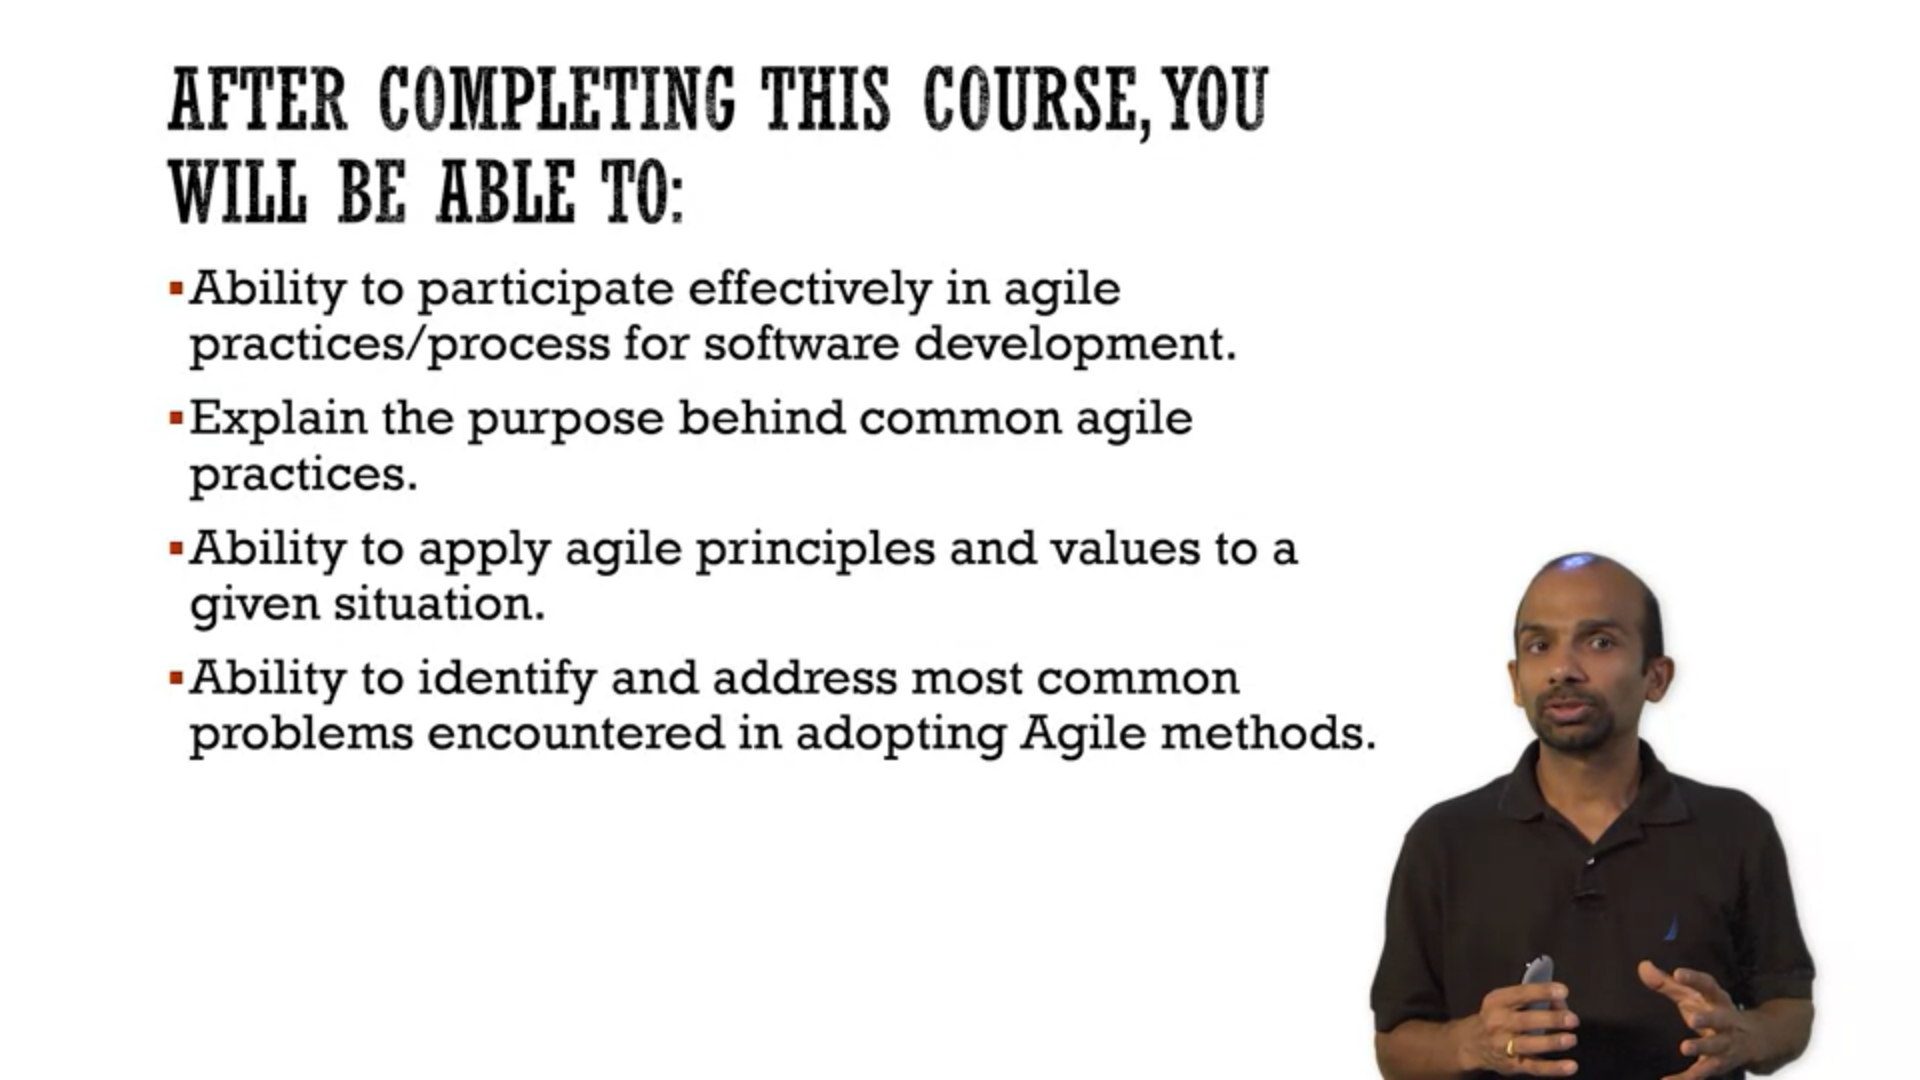 AFTER COMPLETING THIS COURSE, YOU
WILL BE ABLE TO:
▪Ability to participate effectively in agile
practices/process for software development.
▪Explain the purpose behind common agile
practices.
▪Ability to apply agile principles and values to a
given situation.
▪Ability to identify and address most common
problems encountered in adopting Agile methods.